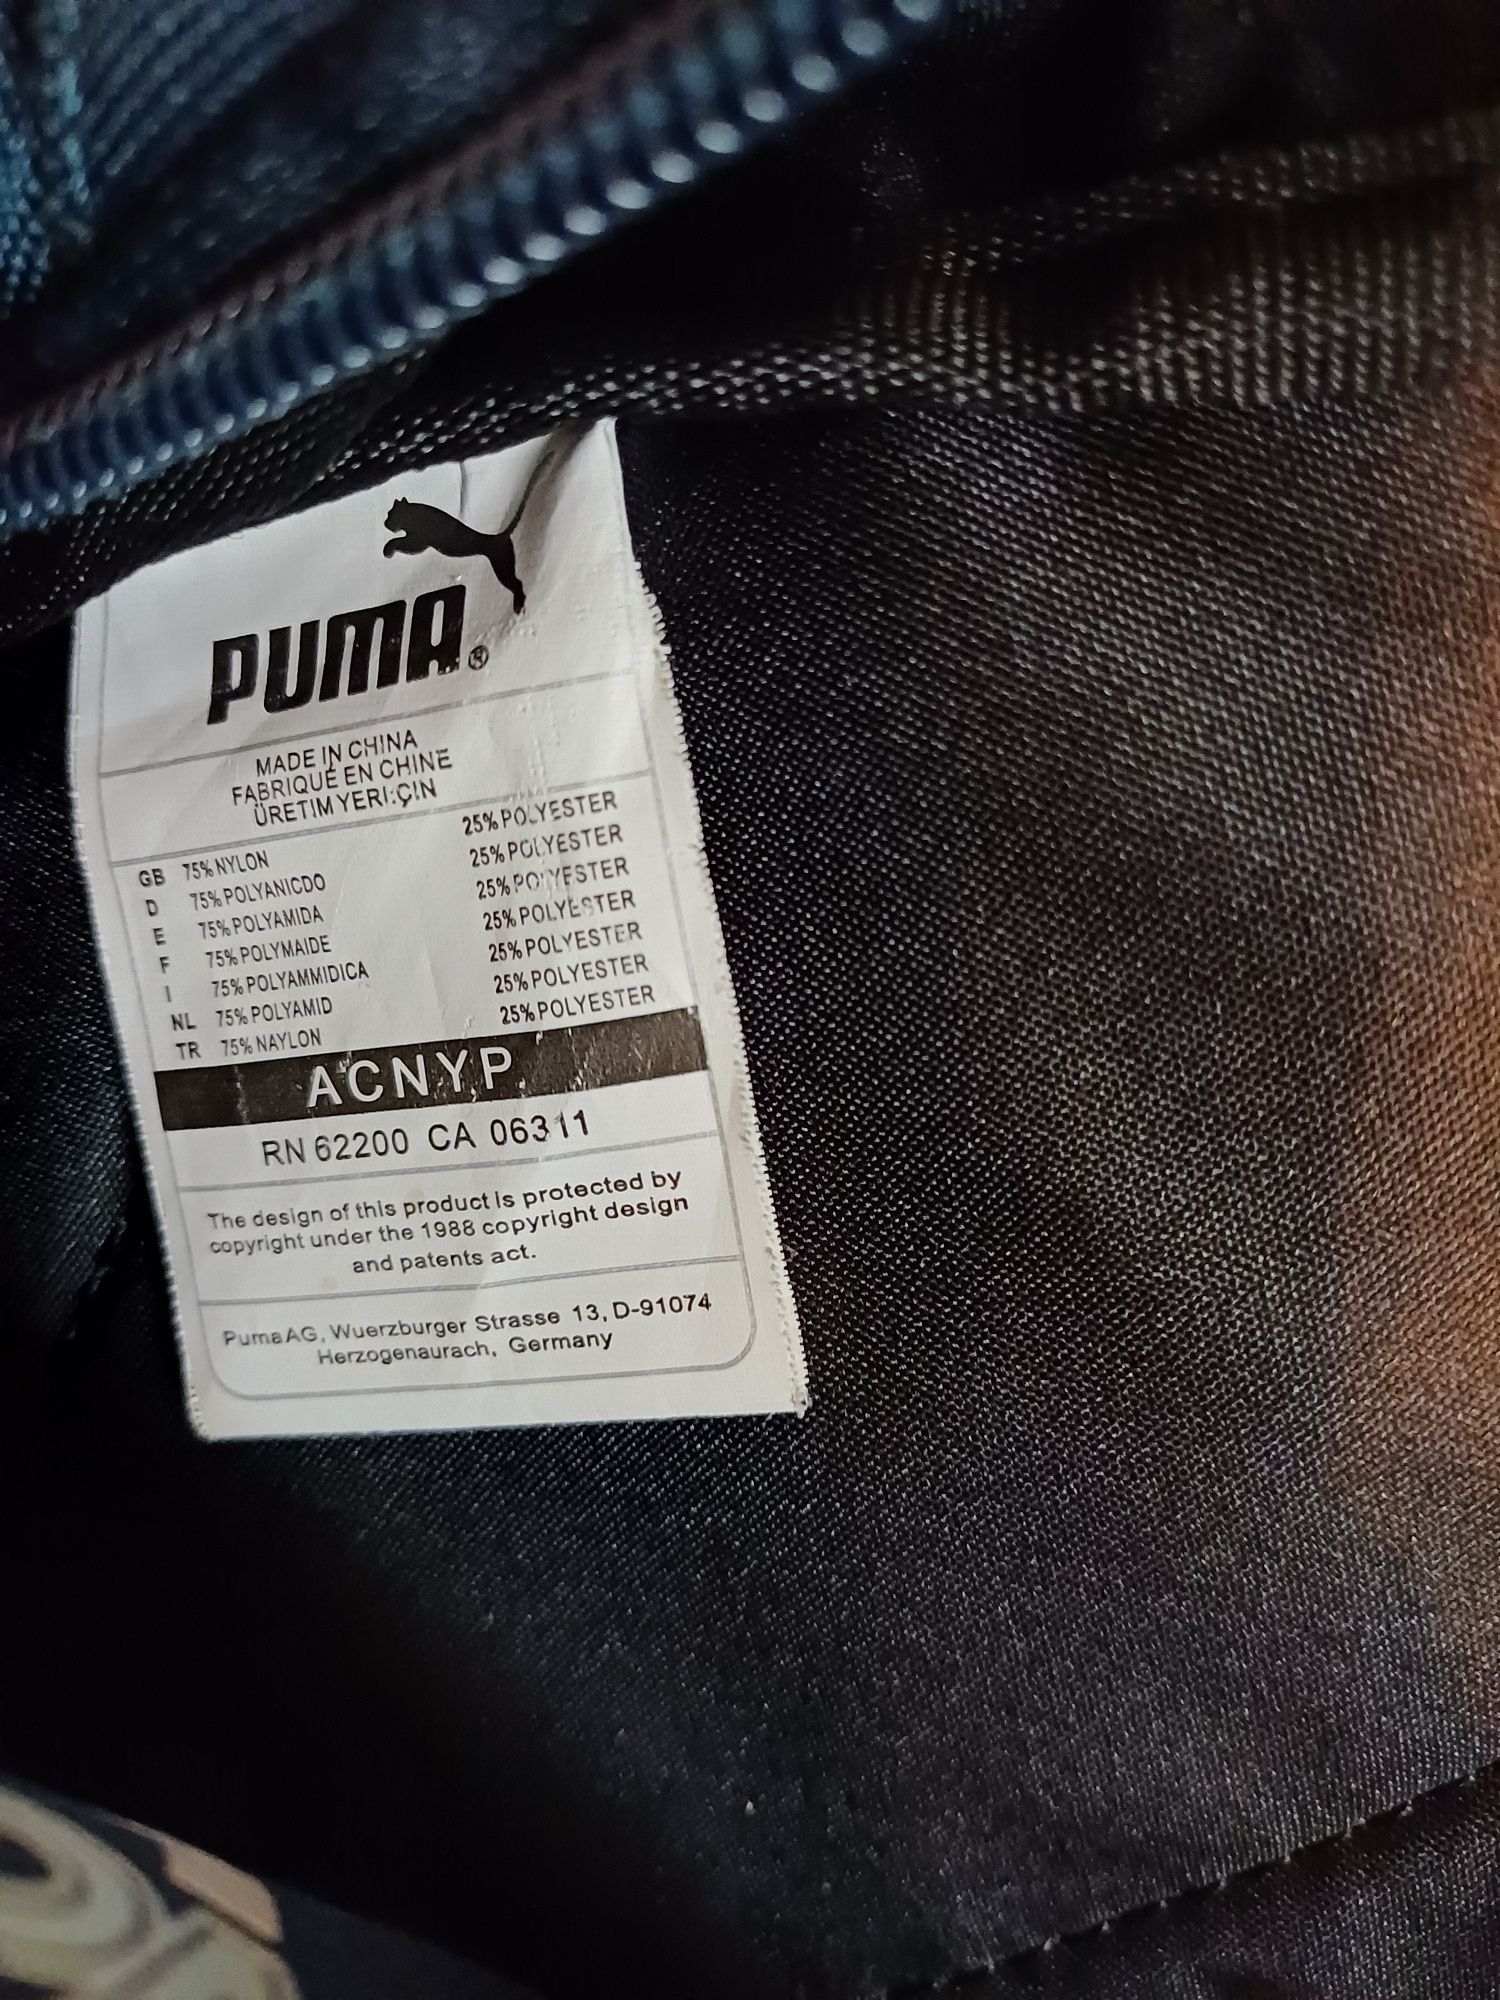 PUMA®
MADE IN CHINA
FABRIQUÉ EN CHINE
ÜRETIM YERI:ÇIN
GB 75% NYLON 25% POLYESTER
D 75% POLYANICDO 25% POLYESTER
E 75% POLYAMIDA 25% POLYESTER
F 75% POLYMAIDE 25% POLYESTER
I 75% POLYAMMIDICA 25% POLYESTER
NL 75% POLYAMID 25% POLYESTER
TR 75% NAYLON 25% POLYESTER
ACNYP
RN 62200 CA 06311
The design of this product is protected by
copyright under the 1988 copyright design
and patents act.
Puma AG, Wuerzburger Strasse 13, D-91074
Herzogenaurach, Germany